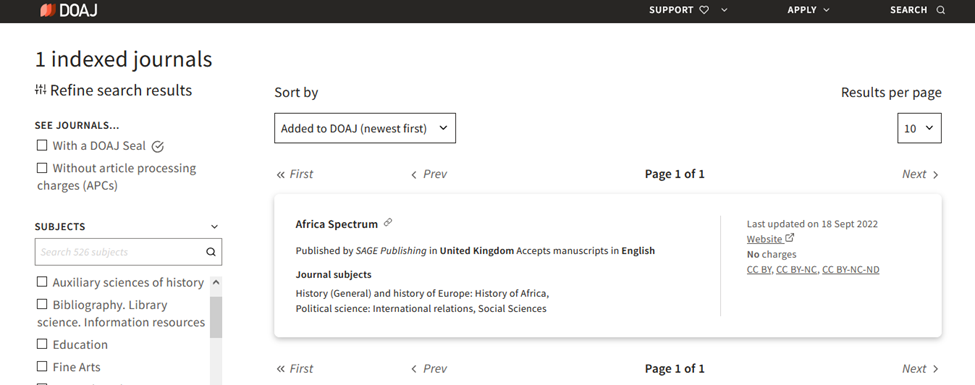 DOAJ
SUPPORT
APPLY
SEARCH
1 indexed journals
Refine search results
SEE JOURNALS...
With a DOAJ Seal
Without article processing
charges (APCs)
SUBJECTS
Search 526 subjects
Auxiliary sciences of history
Bibliography. Library
science. Information resources
Education
Fine Arts
Sort by
Results per page
Added to DOAJ (newest first)
10
« First
‹ Prev
Page 1 of 1
Next ›
Africa Spectrum
Published by SAGE Publishing in United Kingdom Accepts manuscripts in English
Journal subjects
History (General) and history of Europe: History of Africa,
Political science: International relations, Social Sciences
Last updated on 18 Sept 2022
Website
No charges
CC BY, CC BY-NC, CC BY-NC-ND
« First
‹ Prev
Page 1 of 1
Next ›